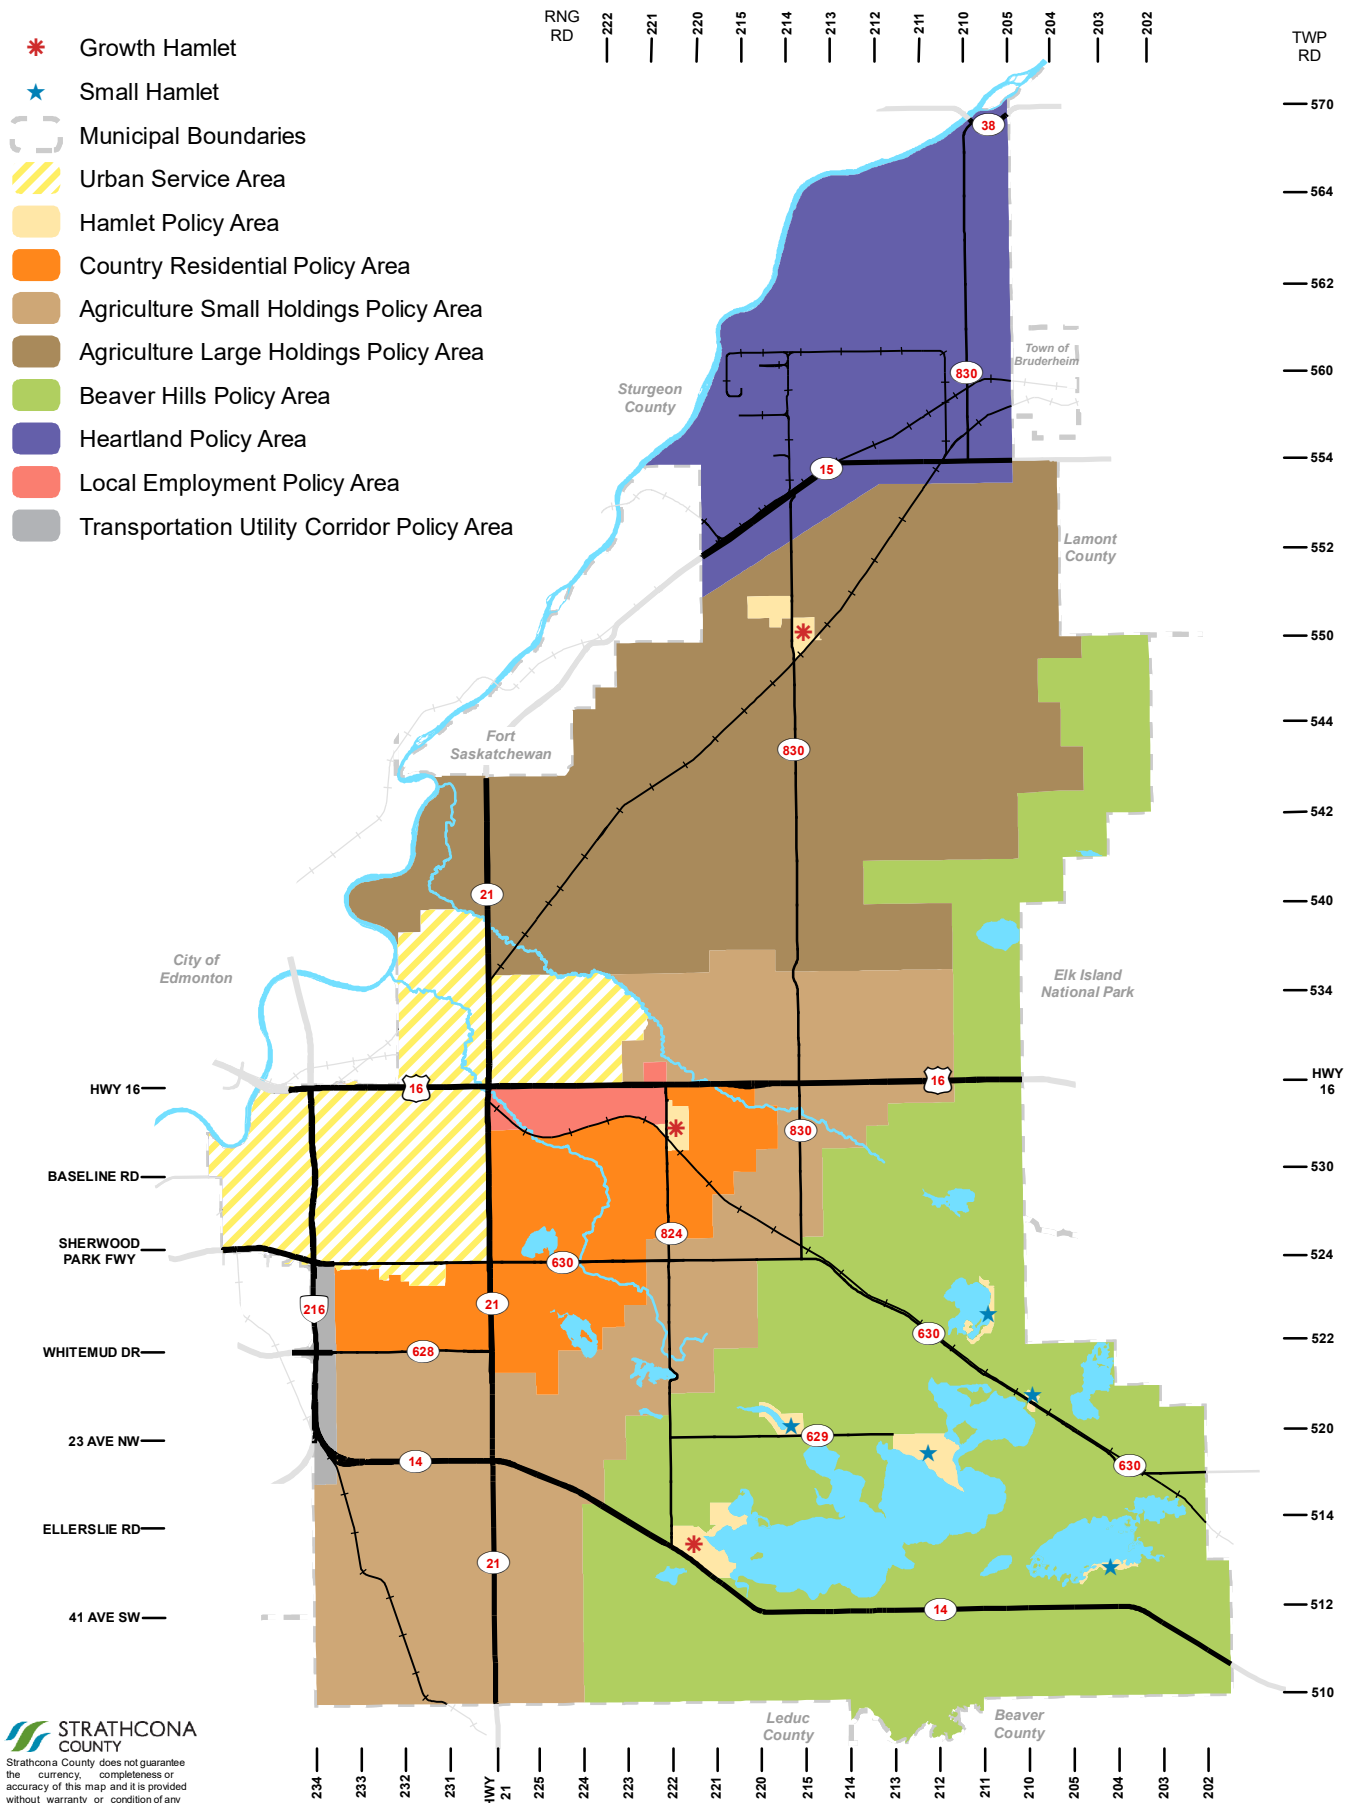 RNG
RD
222
221
220
215
214
213
212
211
210
205
204
203
202
TWP
RD
Growth Hamlet
Small Hamlet
Municipal Boundaries
Urban Service Area
Hamlet Policy Area
Country Residential Policy Area
Agriculture Small Holdings Policy Area
Agriculture Large Holdings Policy Area
Beaver Hills Policy Area
Heartland Policy Area
Local Employment Policy Area
Transportation Utility Corridor Policy Area
570
564
562
560
554
552
550
544
542
540
534
HWY
16
530
524
522
520
514
512
510
38
Town of
Bruderheim
830
Sturgeon
County
15
Lamont
County
Fort
Saskatchewan
830
21
City of
Edmonton
Elk Island
National Park
HWY 16
16
16
830
BASELINE RD
SHERWOOD
PARK FWY
824
630
216
21
630
WHITEMUD DR
628
23 AVE NW
14
629
630
ELLERSLIE RD
21
41 AVE SW
14
Leduc
County
Beaver
County
STRATHCONA
COUNTY
Strathcona County does not guarantee
the currency, completeness or
accuracy of this map and it is provided
without warranty or condition of any
234
233
232
231
HWY
21
225
224
223
222
221
220
215
214
213
212
211
210
205
204
203
202